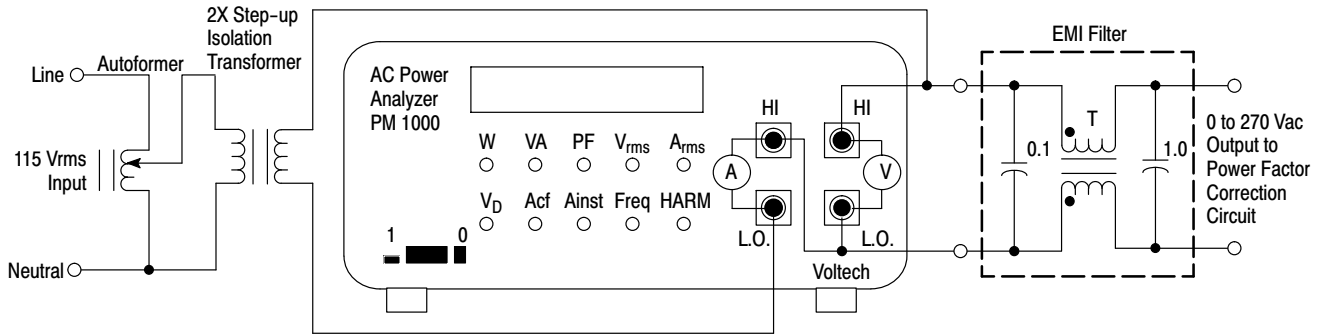 2X Step-up
Isolation
Transformer
Autoformer
Line
115 Vrms
Input
Neutral
AC Power
Analyzer
PM 1000
W VA PF Vrms Arms
VD Acf Ainst Freq HARM
1 0
HI HI
A V
L.O. L.O.
Voltech
EMI Filter
0.1
T
1.0
0 to 270 Vac
Output to
Power Factor
Correction
Circuit